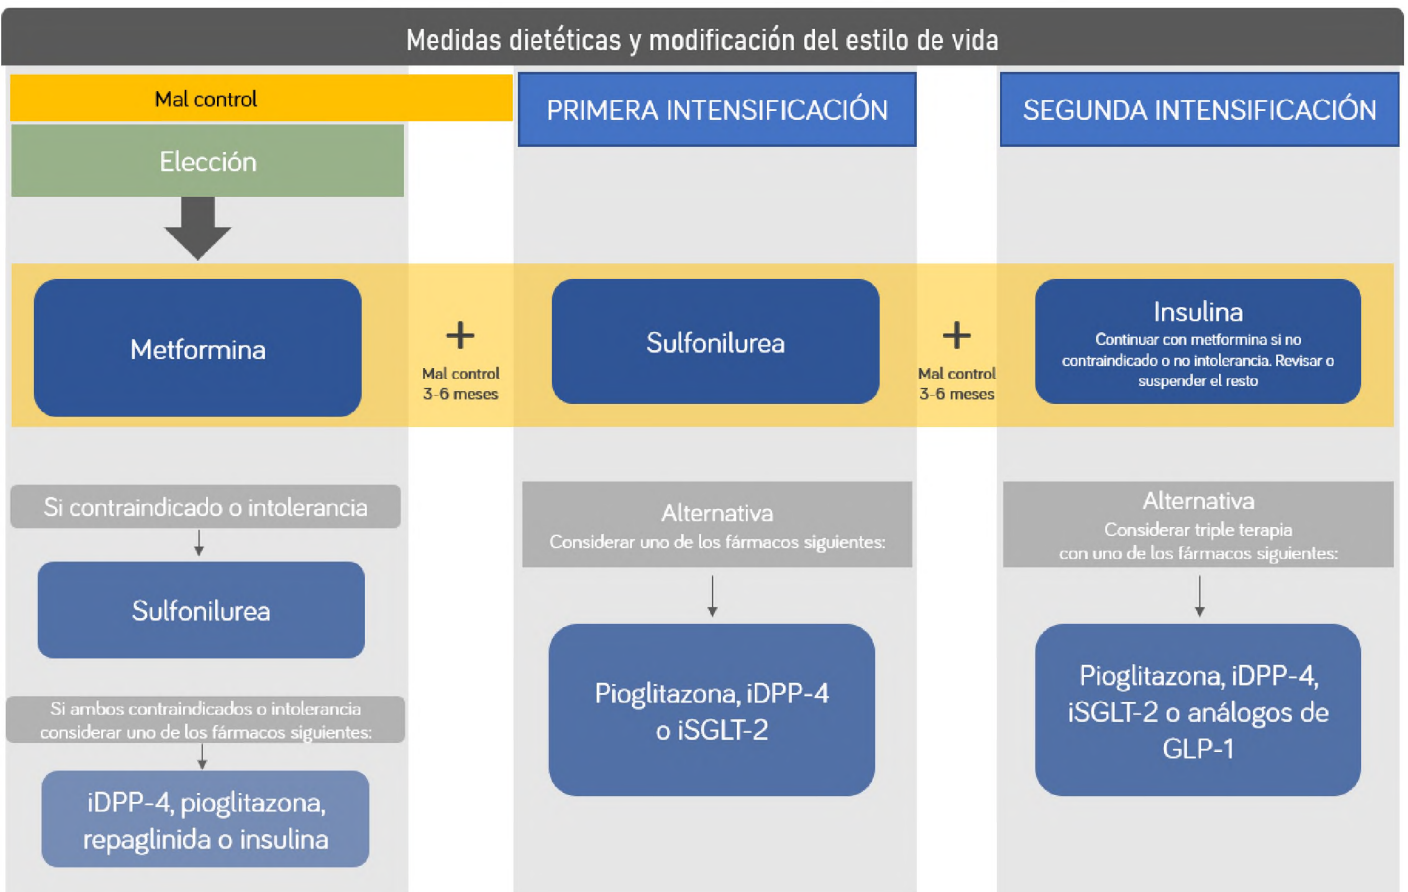 Medidas dietéticas y modificación del estilo de vida
Mal control
Elección
Metformina
Si contraindicado o intolerancia
Sulfonilurea
Si ambos contraindicados o intolerancia
considerar uno de los fármacos siguientes:
iDPP-4, pioglitazona,
repaglinida o insulina
+
Mal control
3-6 meses
PRIMERA INTENSIFICACIÓN
Sulfonilurea
Alternativa
Considerar uno de los fármacos siguientes:
Pioglitazona, iDPP-4
o iSGLT-2
+
Mal control
3-6 meses
SEGUNDA INTENSIFICACIÓN
Insulina
Continuar con metformina si no
contraindicado o no intolerancia. Revisar o
suspender el resto
Alternativa
Considerar triple terapia
con uno de los fármacos siguientes:
Pioglitazona, iDPP-4,
iSGLT-2 o análogos de
GLP-1